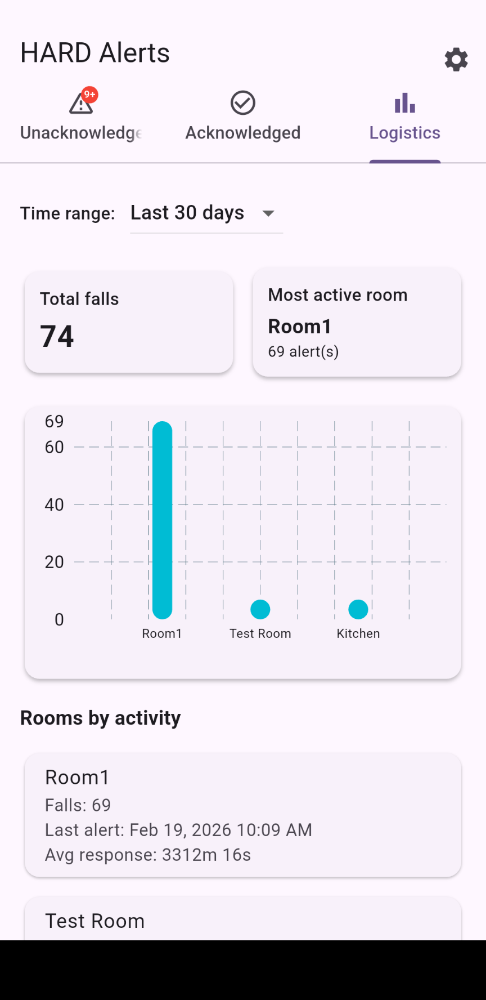 HARD Alerts
9+
Unacknowledge
Acknowledged
Logistics
Time range: Last 30 days
Total falls
74
Most active room
Room1
69 alert(s)
69
60
40
20
0
Room1 Test Room Kitchen
Rooms by activity
Room1
Falls: 69
Last alert: Feb 19, 2026 10:09 AM
Avg response: 3312m 16s
Test Room